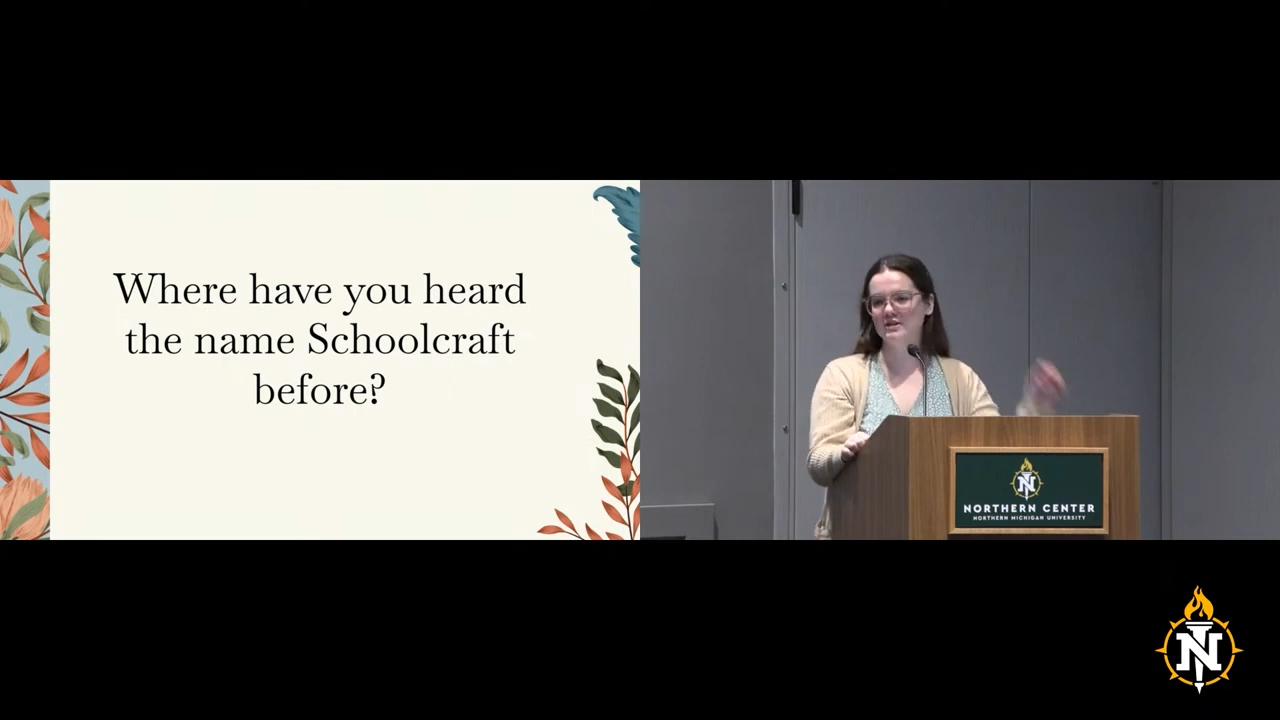 Where have you heard
the name Schoolcraft
before?
N
NORTHERN CENTER
NORTHERN MICHIGAN UNIVERSITY
N